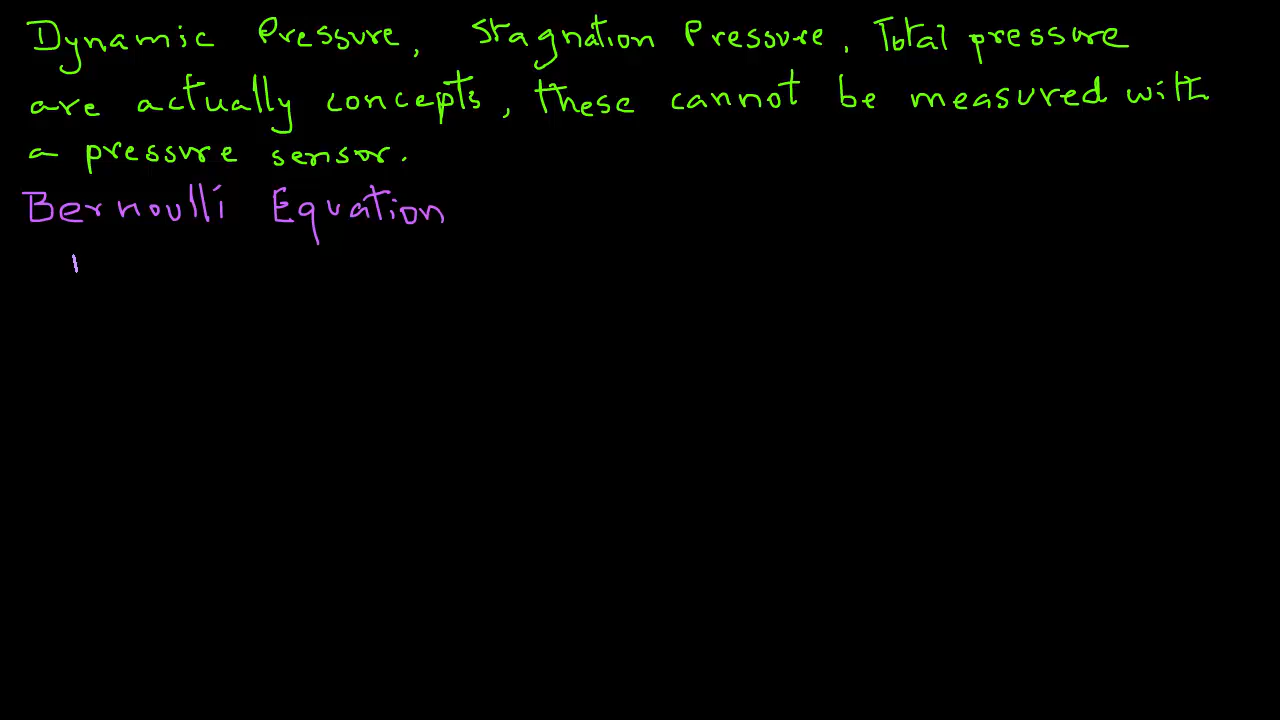 Dynamic Pressure, Stagnation Pressure, Total pressure
are actually concepts, these cannot be measured with
a pressure sensor.
Bernoulli Equation